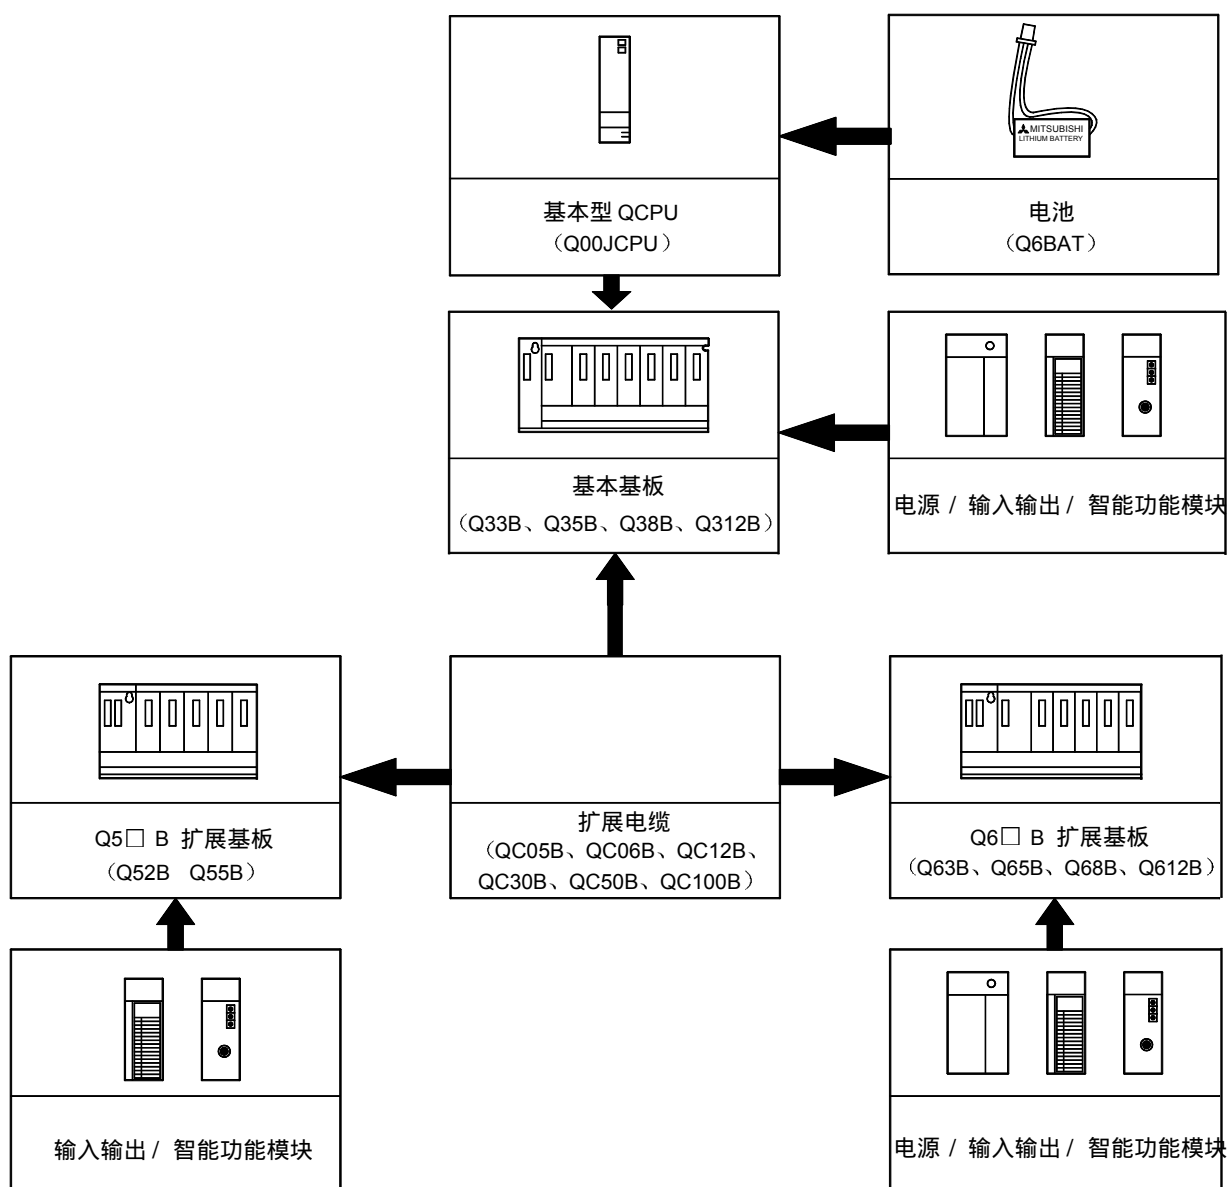 MITSUBISHI
LITHIUM BATTERY
基本型 QCPU
（Q00JCPU）
电池
（Q6BAT）
基本基板
（Q33B、Q35B、Q38B、Q312B）
电源 / 输入输出 / 智能功能模块
Q5□ B 扩展基板
（Q52B Q55B）
扩展电缆
（QC05B、QC06B、QC12B、
QC30B、QC50B、QC100B）
Q6□ B 扩展基板
（Q63B、Q65B、Q68B、Q612B）
输入输出 / 智能功能模块
电源 / 输入输出 / 智能功能模块